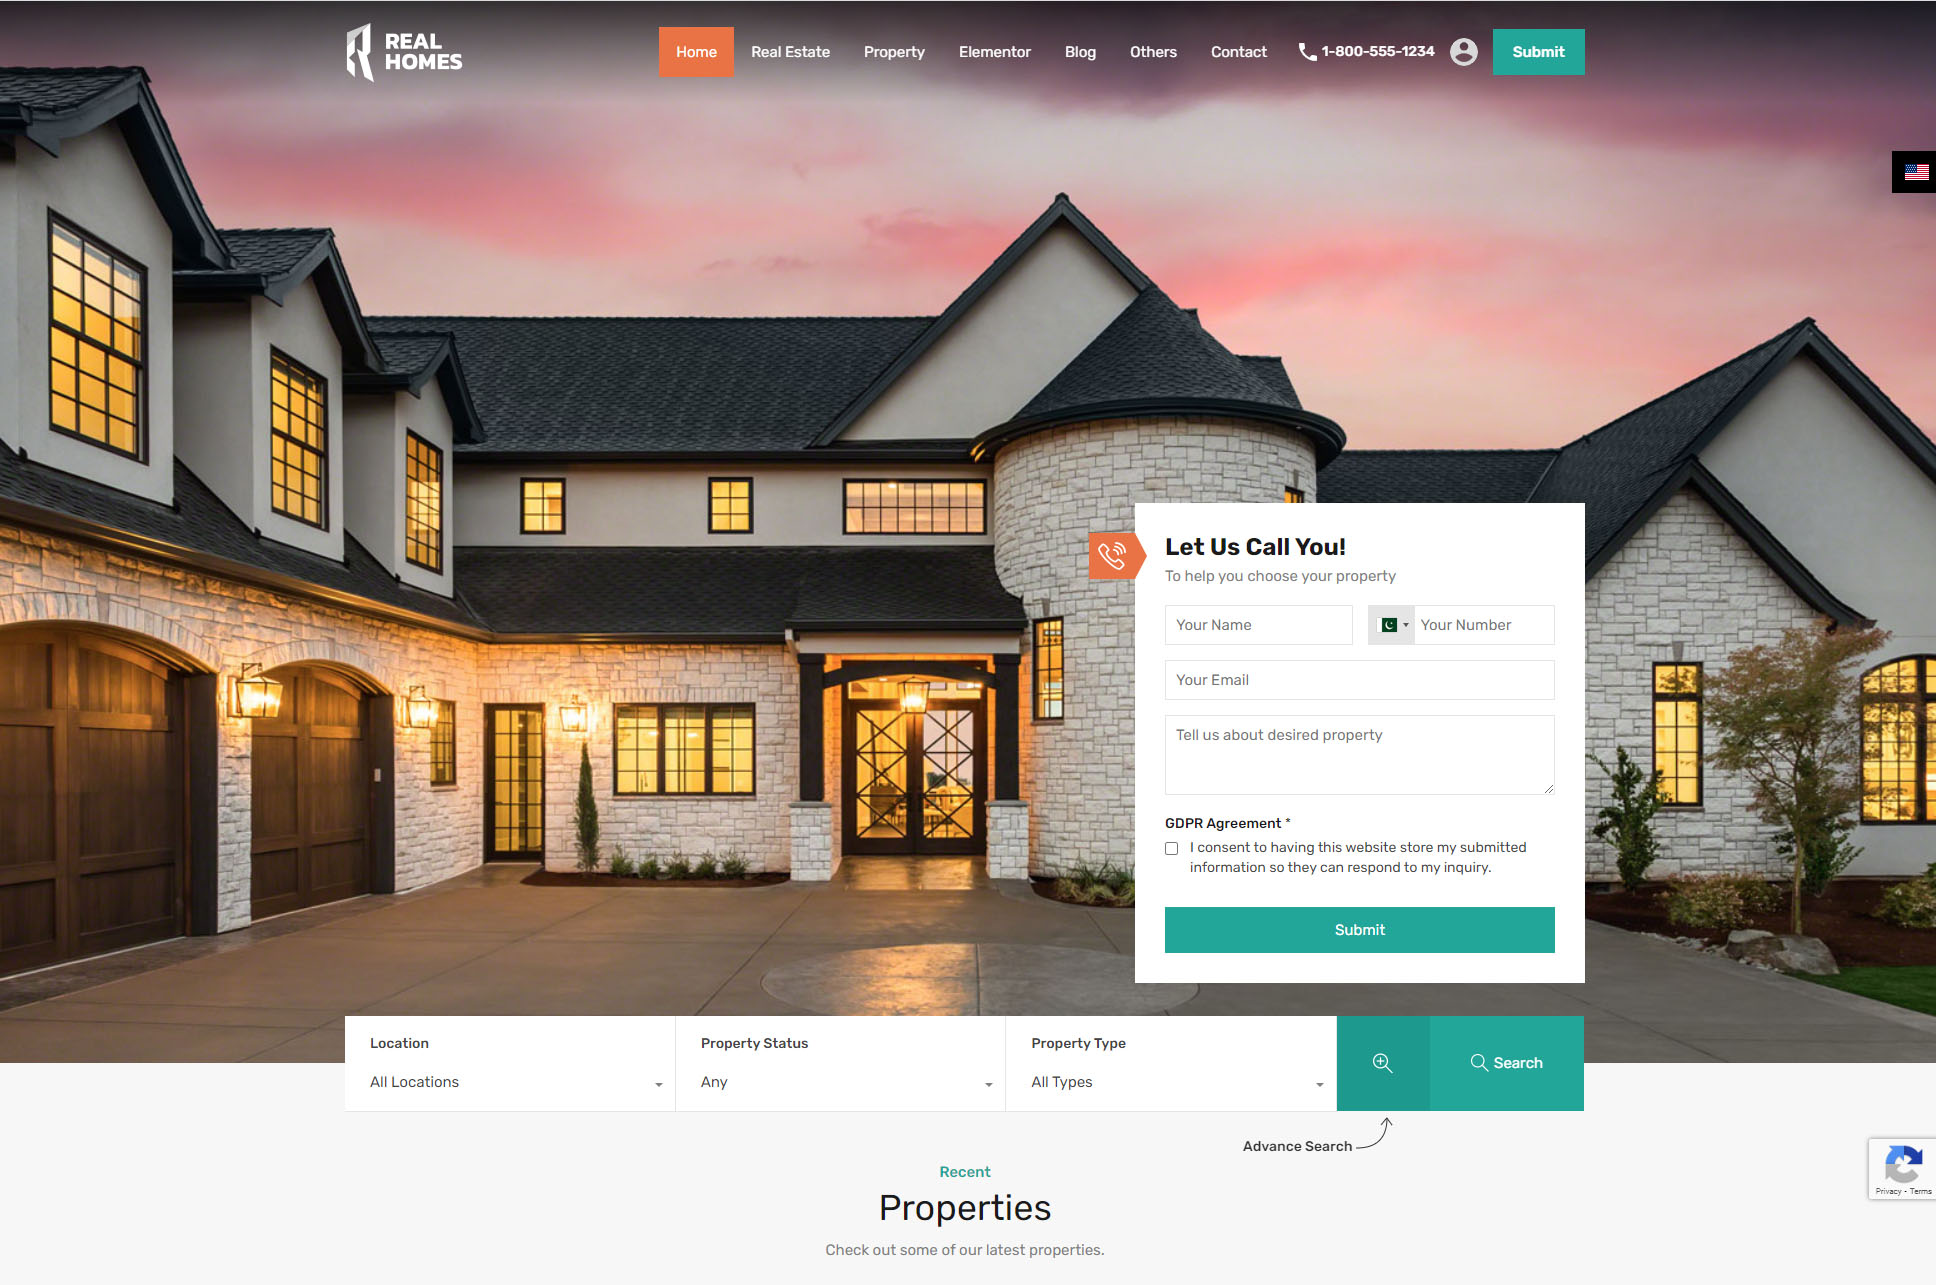 REAL
HOMES
Home
Real Estate
Property
Elementor
Blog
Others
Contact
1-800-555-1234
Submit
Let Us Call You!
To help you choose your property
Your Name
Your Number
Your Email
Tell us about desired property
GDPR Agreement *
I consent to having this website store my submitted
information so they can respond to my inquiry.
Submit
Location
All Locations
Property Status
Any
Property Type
All Types
Search
Advance Search
Recent
Properties
Check out some of our latest properties.
Privacy - Terms